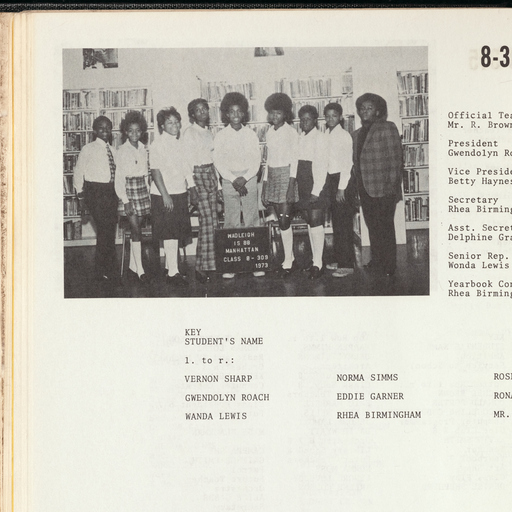 8-3
WADLEIGH
IS 88
MANHATTAN
CLASS 8-309
1973
Official Tea
Mr. R. Brown
President
Gwendolyn Ro
Vice Preside
Betty Haynes
Secretary
Rhea Birming
Asst. Secret
Delphine Gra
Senior Rep.
Wanda Lewis
Yearbook Co
Rhea Birming
KEY
STUDENT'S NAME
l. to r.:
VERNON SHARP NORMA SIMMS ROS
GWENDOLYN ROACH EDDIE GARNER RONA
WANDA LEWIS RHEA BIRMINGHAM MR.